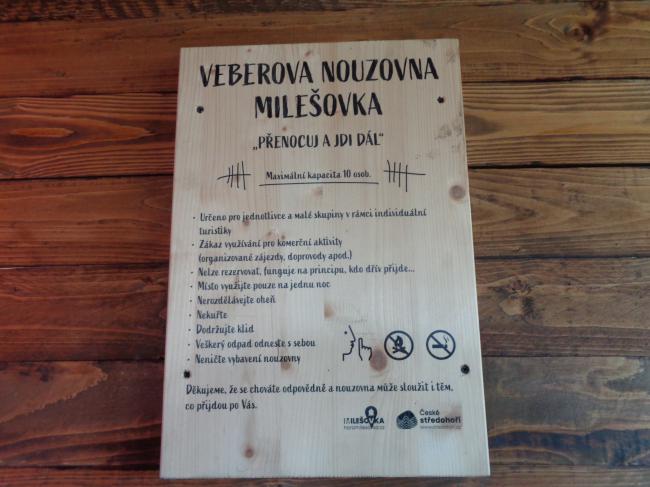 VEBEROVA NOUZOVNA
MILEŠOVKA
„PŘENOCUJ A JDI DÁL“
Maximální kapacita 10 osob.
· Určeno pro jednotlivce a malé skupiny v rámci individuální
turistiky
· Zákaz využívání pro komerční aktivity
(organizované zájezdy, doprovody apod.)
· Nelze rezervovat, funguje na principu, kdo dřív přijde...
· Místo využijte pouze na jednu noc
· Nerozdělávejte oheň
· Nekuřte
· Dodržujte klid
· Veškerý odpad odneste s sebou
· Neničte vybavení nouzovny
Děkujeme, že se chováte odpovědně a nouzovna může sloužit i těm,
co přijdou po Vás.
MILEŠOVKA
České
středohoří